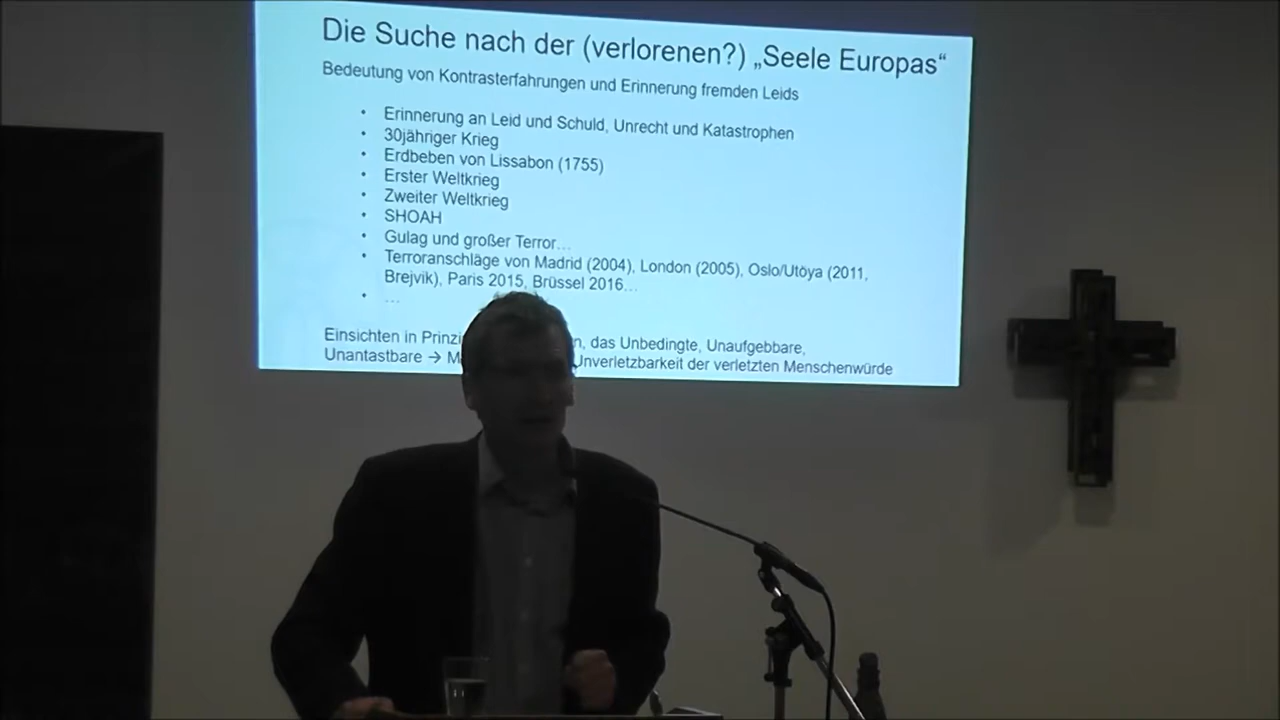 Die Suche nach der (verlorenen?) „Seele Europas“
Bedeutung von Kontrasterfahrungen und Erinnerung fremden Leids
• Erinnerung an Leid und Schuld, Unrecht und Katastrophen
• 30jähriger Krieg
• Erdbeben von Lissabon (1755)
• Erster Weltkrieg
• Zweiter Weltkrieg
• SHOAH
• Gulag und großer Terror…
• Terroranschläge von Madrid (2004), London (2005), Oslo/Utöya (2011,
Brejvik), Paris 2015, Brüssel 2016…
• …
Einsichten in das Unbedingte, Unaufgebbare,
Unantastbare → Unverletzbarkeit der verletzten Menschenwürde